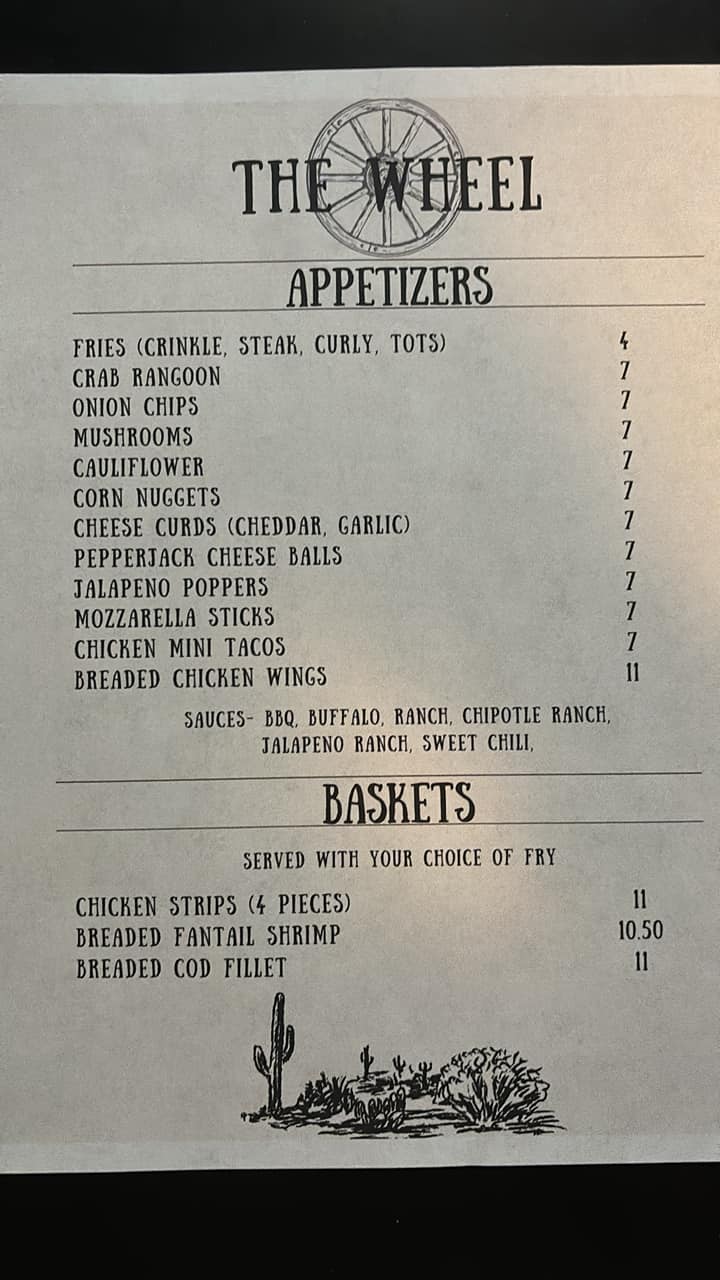 THE WHEEL
APPETIZERS
FRIES (CRINKLE, STEAK, CURLY, TOTS) 4
CRAB RANGOON 7
ONION CHIPS 7
MUSHROOMS 7
CAULIFLOWER 7
CORN NUGGETS 7
CHEESE CURDS (CHEDDAR, GARLIC) 7
PEPPERJACK CHEESE BALLS 7
JALAPENO POPPERS 7
MOZZARELLA STICKS 7
CHICKEN MINI TACOS 7
BREADED CHICKEN WINGS 11
SAUCES- BBQ, BUFFALO, RANCH, CHIPOTLE RANCH,
JALAPENO RANCH, SWEET CHILI,
BASKETS
SERVED WITH YOUR CHOICE OF FRY
CHICKEN STRIPS (4 PIECES) 11
BREADED FANTAIL SHRIMP 10.50
BREADED COD FILLET 11